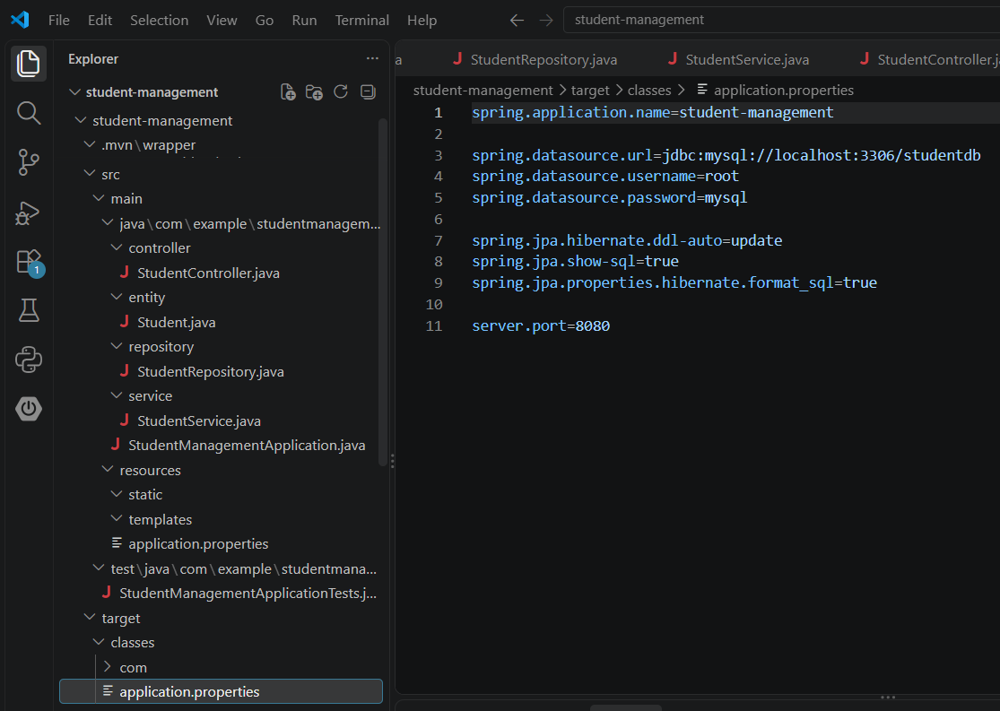 File Edit Selection View Go Run Terminal Help
student-management
Explorer
student-management
student-management
.mvn\wrapper
src
main
java\com\example\studentmanagem...
controller
StudentController.java
entity
Student.java
repository
StudentRepository.java
service
StudentService.java
StudentManagementApplication.java
resources
static
templates
application.properties
test\java\com\example\studentmana...
StudentManagementApplicationTests.j...
target
classes
com
application.properties
1
a StudentRepository.java StudentService.java StudentController.ja
student-management > target > classes > application.properties
1 spring.application.name=student-management
2
3 spring.datasource.url=jdbc:mysql://localhost:3306/studentdb
4 spring.datasource.username=root
5 spring.datasource.password=mysql
6
7 spring.jpa.hibernate.ddl-auto=update
8 spring.jpa.show-sql=true
9 spring.jpa.properties.hibernate.format_sql=true
10
11 server.port=8080